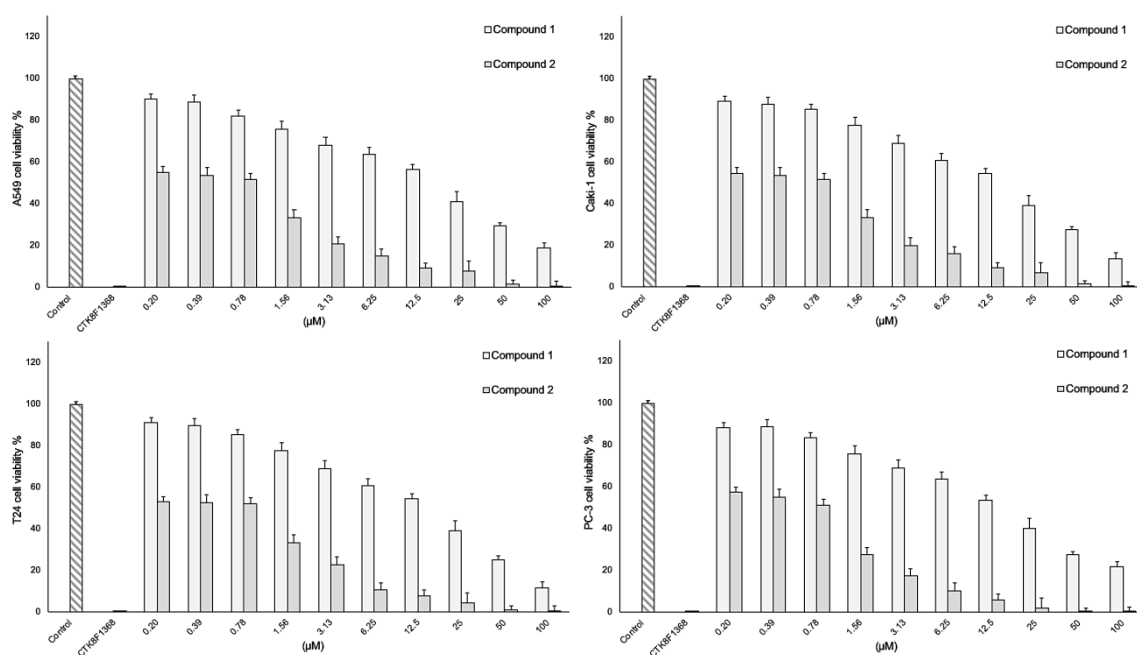 120
100
80
60
40
20
0
A549 cell viability %
Compound 1
Compound 2
Control
CTK8F1368
0.20
0.39
0.78
1.56
3.13
6.25
12.5
25
50
100
(μM)
120
100
80
60
40
20
0
Caki-1 cell viability %
Compound 1
Compound 2
Control
CTK8F1368
0.20
0.39
0.78
1.56
3.13
6.25
12.5
25
50
100
(μM)
120
100
80
60
40
20
0
T24 cell viability %
Compound 1
Compound 2
Control
CTK8F1368
0.20
0.39
0.78
1.56
3.13
6.25
12.5
25
50
100
(μM)
120
100
80
60
40
20
0
PC-3 cell viability %
Compound 1
Compound 2
Control
CTK8F1368
0.20
0.39
0.78
1.56
3.13
6.25
12.5
25
50
100
(μM)